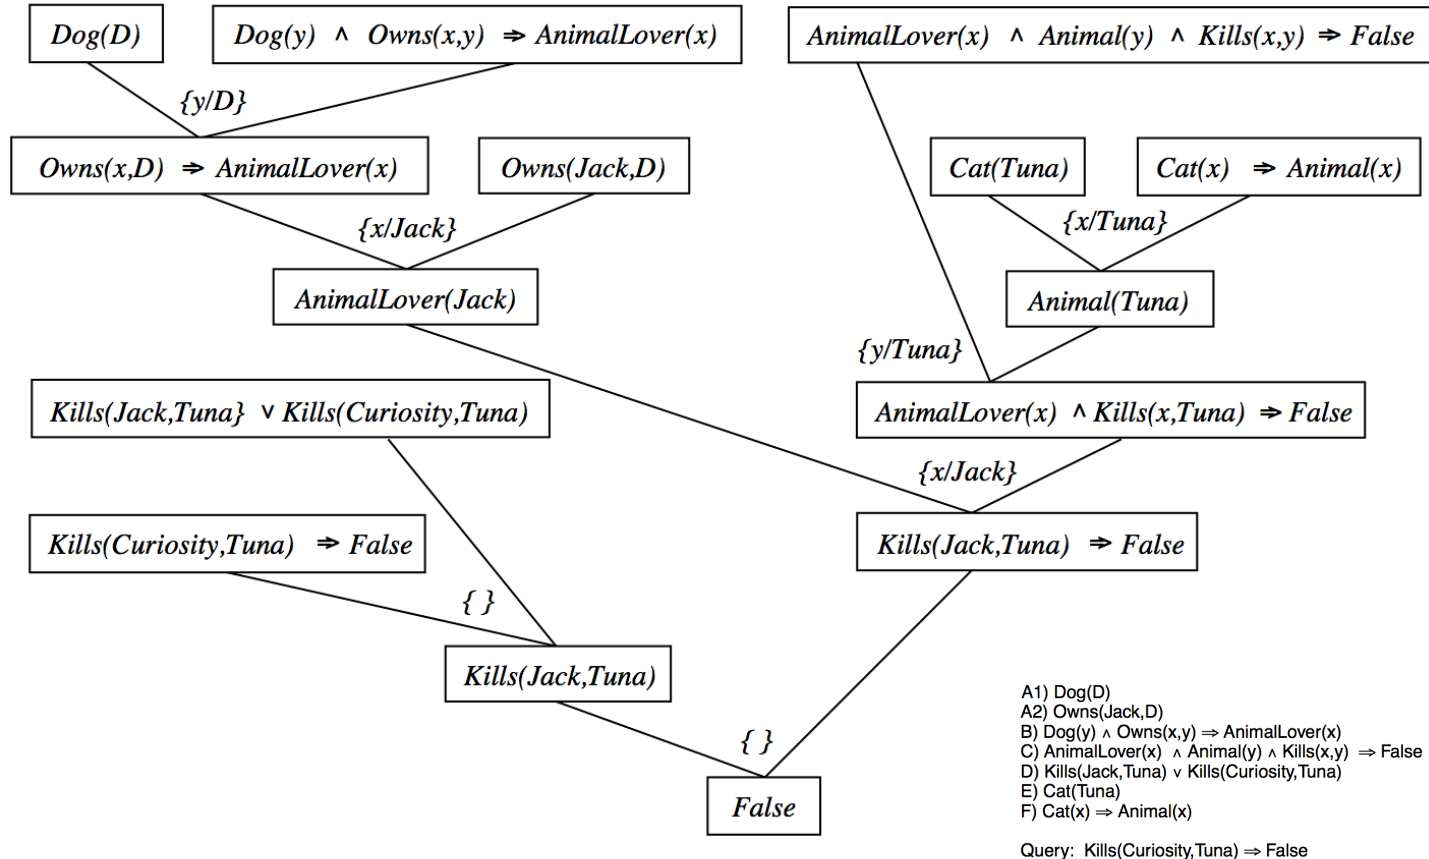 Dog(D)
Dog(y) ∧ Owns(x,y) ⇒ AnimalLover(x)
AnimalLover(x) ∧ Animal(y) ∧ Kills(x,y) ⇒ False
{y/D}
Owns(x,D) ⇒ AnimalLover(x)
Owns(Jack,D)
Cat(Tuna)
Cat(x) ⇒ Animal(x)
{x/Jack}
{x/Tuna}
AnimalLover(Jack)
Animal(Tuna)
{y/Tuna}
Kills(Jack,Tuna} ∨ Kills(Curiosity,Tuna)
AnimalLover(x) ∧ Kills(x,Tuna) ⇒ False
{x/Jack}
Kills(Curiosity,Tuna) ⇒ False
Kills(Jack,Tuna) ⇒ False
{ }
Kills(Jack,Tuna)
{ }
False
A1) Dog(D)
A2) Owns(Jack,D)
B) Dog(y) ∧ Owns(x,y) ⇒ AnimalLover(x)
C) AnimalLover(x) ∧ Animal(y) ∧ Kills(x,y) ⇒ False
D) Kills(Jack,Tuna) ∨ Kills(Curiosity,Tuna)
E) Cat(Tuna)
F) Cat(x) ⇒ Animal(x)
Query: Kills(Curiosity,Tuna) ⇒ False